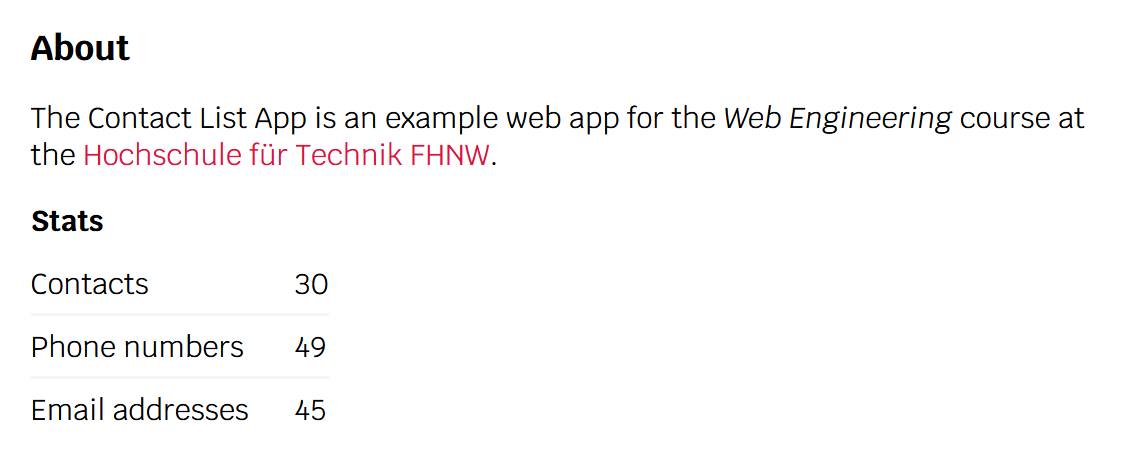 About
The Contact List App is an example web app for the Web Engineering course at
the Hochschule für Technik FHNW.
Stats
Contacts 30
Phone numbers 49
Email addresses 45